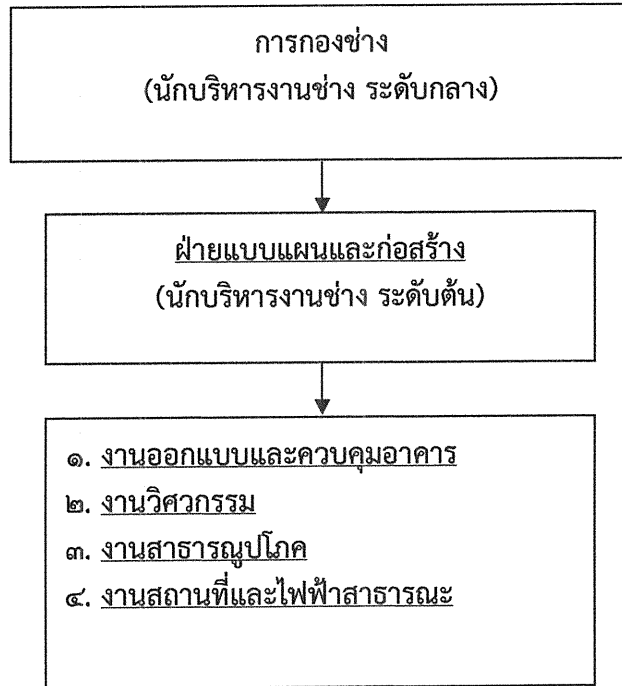 การกองช่าง
(นักบริหารงานช่าง ระดับกลาง)
ฝ่ายแบบแผนและก่อสร้าง
(นักบริหารงานช่าง ระดับต้น)
๑. งานออกแบบและควบคุมอาคาร
๒. งานวิศวกรรม
๓. งานสาธารณูปโภค
๔. งานสถานที่และไฟฟ้าสาธารณะ